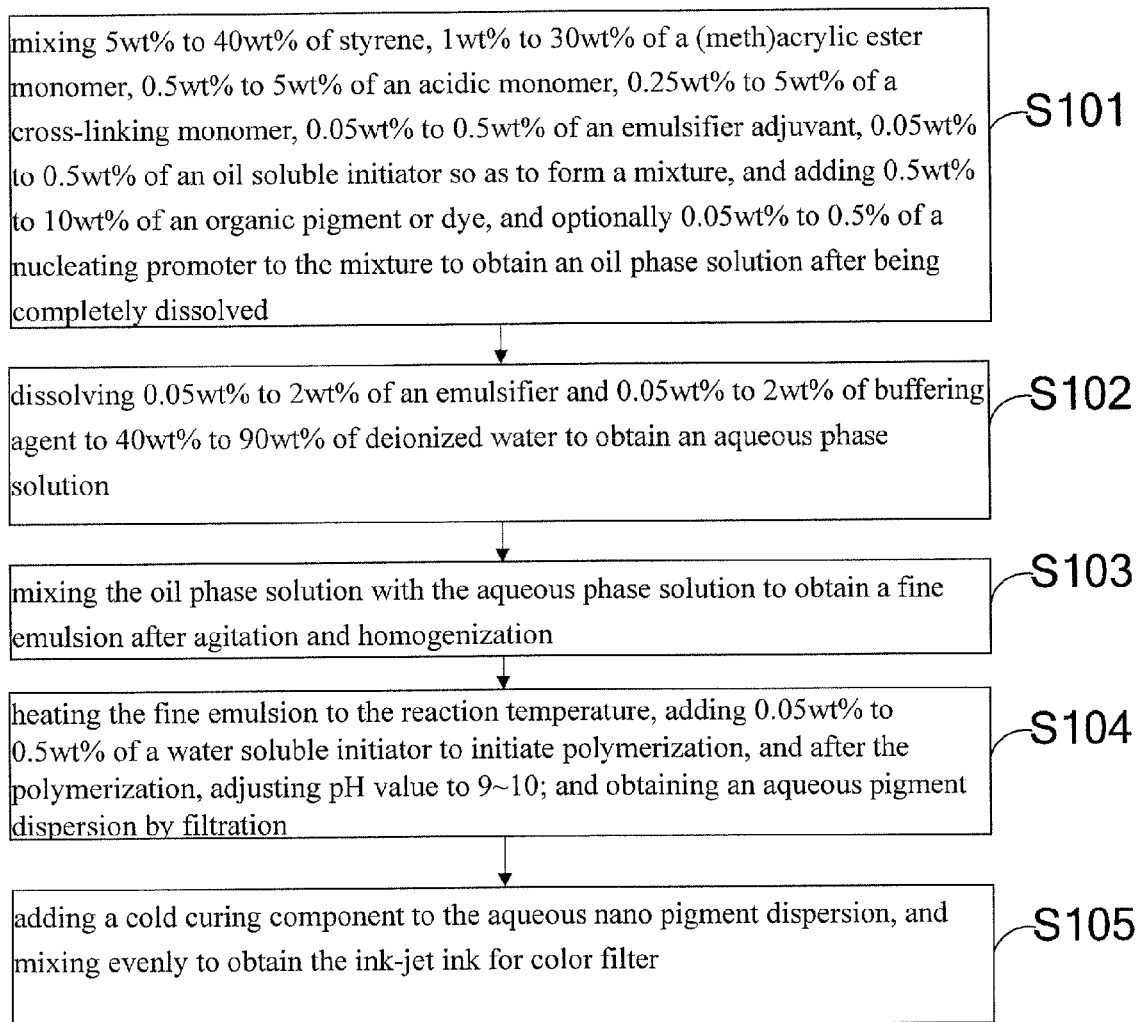 mixing 5wt% to 40wt% of styrene, 1wt% to 30wt% of a (meth)acrylic ester
monomer, 0.5wt% to 5wt% of an acidic monomer, 0.25wt% to 5wt% of a
cross-linking monomer, 0.05wt% to 0.5wt% of an emulsifier adjuvant, 0.05wt%
to 0.5wt% of an oil soluble initiator so as to form a mixture, and adding 0.5wt%
to 10wt% of an organic pigment or dye, and optionally 0.05wt% to 0.5% of a
nucleating promoter to the mixture to obtain an oil phase solution after being
completely dissolved
S101
dissolving 0.05wt% to 2wt% of an emulsifier and 0.05wt% to 2wt% of buffering
agent to 40wt% to 90wt% of deionized water to obtain an aqueous phase
solution
S102
mixing the oil phase solution with the aqueous phase solution to obtain a fine
emulsion after agitation and homogenization
S103
heating the fine emulsion to the reaction temperature, adding 0.05wt% to
0.5wt% of a water soluble initiator to initiate polymerization, and after the
polymerization, adjusting pH value to 9~10; and obtaining an aqueous pigment
dispersion by filtration
S104
adding a cold curing component to the aqueous nano pigment dispersion, and
mixing evenly to obtain the ink-jet ink for color filter
S105